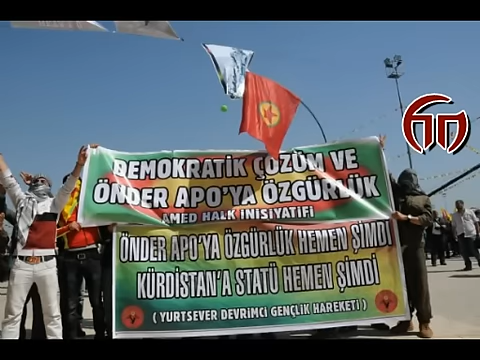 DEMOKRATİK ÇÖZÜM VE
ÖNDER APO'YA ÖZGÜRLÜK
AMED HALK İNİSİYATİFİ
ÖNDER APO'YA ÖZGÜRLÜK HEMEN ŞİMDİ
KÜRDİSTAN'A STATÜ HEMEN ŞİMDİ
( YURTSEVER DEVRİMCİ GENÇLİK HAREKETİ )